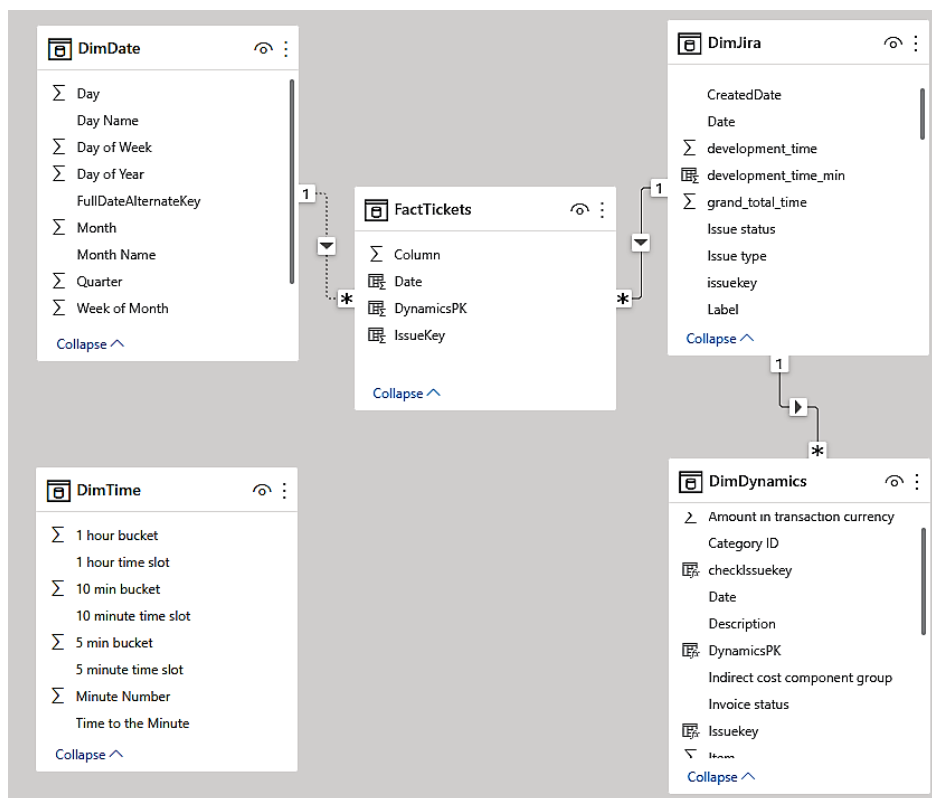 DimDate
Day
Day Name
Day of Week
Day of Year
FullDateAlternateKey
Month
Month Name
Quarter
Week of Month
Collapse
1
*
FactTickets
Column
Date
DynamicsPK
IssueKey
Collapse
1
*
DimJira
CreatedDate
Date
development_time
development_time_min
grand_total_time
Issue status
Issue type
issuekey
Label
Collapse
1
*
DimTime
1 hour bucket
1 hour time slot
10 min bucket
10 minute time slot
5 min bucket
5 minute time slot
Minute Number
Time to the Minute
Collapse
DimDynamics
Amount in transaction currency
Category ID
checkIssuekey
Date
Description
DynamicsPK
Indirect cost component group
Invoice status
Issuekey
Item
Collapse